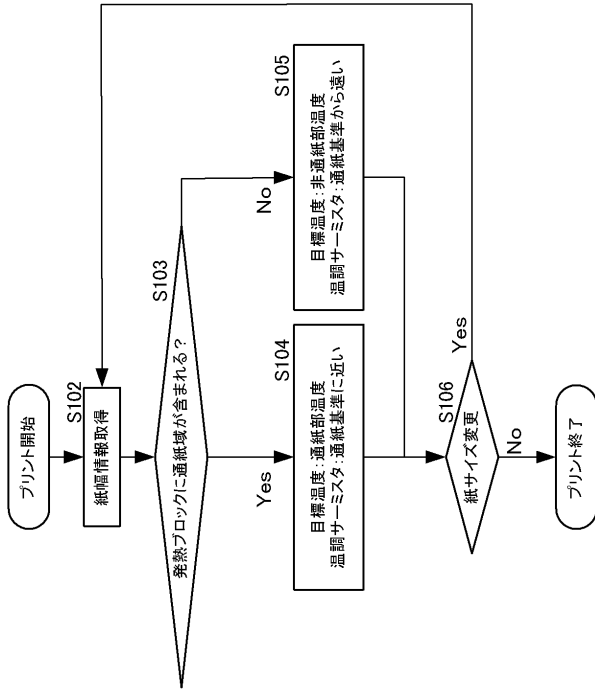 プリント開始
S102
紙幅情報取得
S103
発熱ブロックに通紙域が含まれる?
Yes
No
S104
目標温度:通紙部温度
温調サーミスタ:通紙基準に近い
S105
目標温度:非通紙部温度
温調サーミスタ:通紙基準から遠い
S106
紙サイズ変更
Yes
No
プリント終了